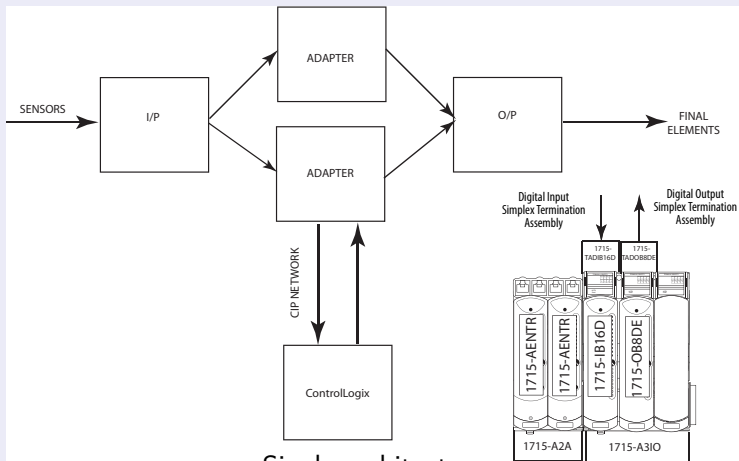 ADAPTER
SENSORS
I/P
O/P
FINAL
ELEMENTS
ADAPTER
CIP NETWORK
ControlLogix
Digital Input
Simplex Termination
Assembly
Digital Output
Simplex Termination
Assembly
1715-
TADIB16D
1715-
TADOB8DE
1715-AENTR
1715-AENTR
1715-IB16D
1715-OB8DE
1715-A2A
1715-A3IO